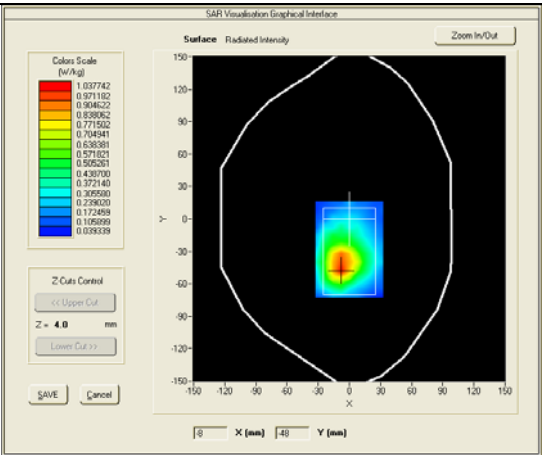 SAR Visualisation Graphical Interface
Surface Radiated Intensity
Zoom In/Out
Colors Scale
(W/kg)
1.037742
0.971182
0.904622
0.838062
0.771502
0.704941
0.638381
0.571821
0.505261
0.438700
0.372140
0.305580
0.239020
0.172459
0.105899
0.039339
150
120
90
60
30
0
-30
-60
-90
-120
-150
Y
-150 -120 -90 -60 -30 0 30 60 90 120 150
X
Z-Cuts Control
<< Upper Cut
Z = 4.0 mm
Lower Cut >>
SAVE Cancel
-8 X (mm) -48 Y (mm)